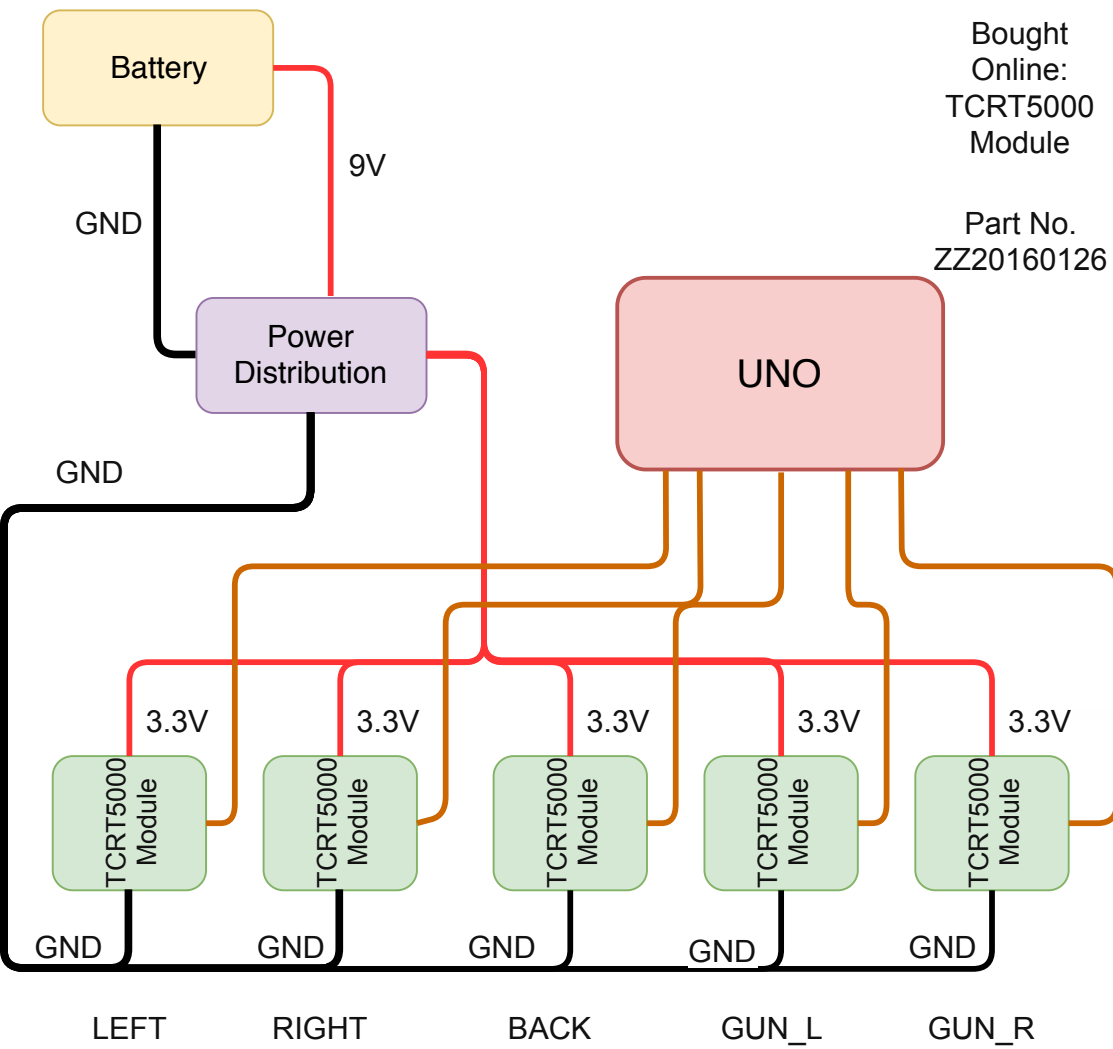 Battery
9V
GND
Bought
Online:
TCRT5000
Module
Part No.
ZZ20160126
Power
Distribution
UNO
GND
3.3V
3.3V
3.3V
3.3V
3.3V
TCRT5000
Module
TCRT5000
Module
TCRT5000
Module
TCRT5000
Module
TCRT5000
Module
GND
GND
GND
GND
GND
LEFT
RIGHT
BACK
GUN_L
GUN_R